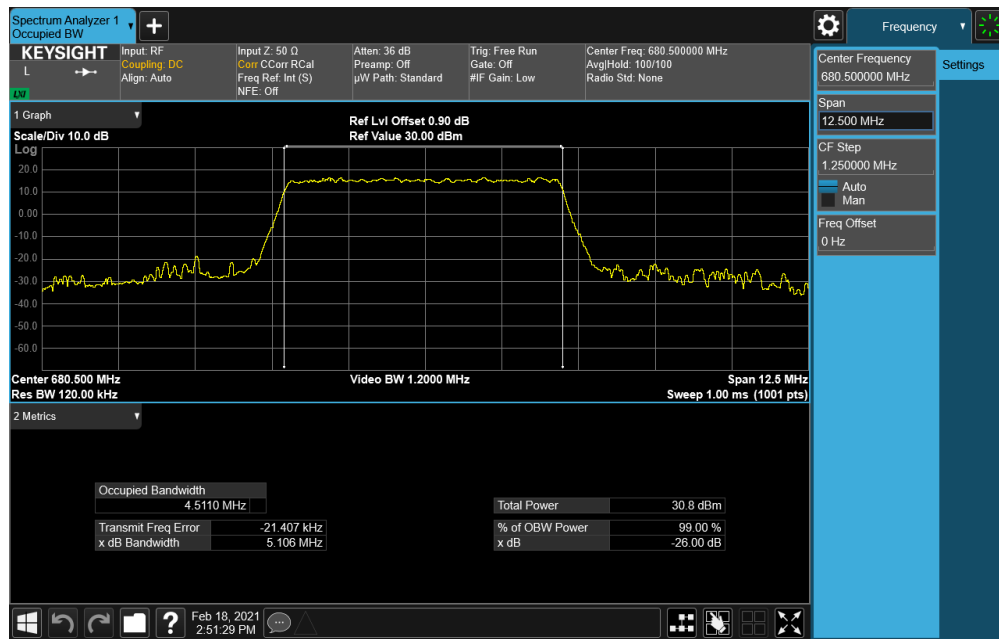 Spectrum Analyzer 1
Occupied BW
Frequency
KEYSIGHT
L
LXI
Input: RF
Coupling: DC
Align: Auto
Input Z: 50 Ω
Corr CCorr RCal
Freq Ref: Int (S)
NFE: Off
Atten: 36 dB
Preamp: Off
µW Path: Standard
Trig: Free Run
Gate: Off
#IF Gain: Low
Center Freq: 680.500000 MHz
Avg|Hold: 100/100
Radio Std: None
Center Frequency
680.500000 MHz
Settings
Span
12.500 MHz
CF Step
1.250000 MHz
Auto
Man
Freq Offset
0 Hz
1 Graph
Scale/Div 10.0 dB
Ref Lvl Offset 0.90 dB
Ref Value 30.00 dBm
Log
20.0
10.0
0.00
-10.0
-20.0
-30.0
-40.0
-50.0
-60.0
Center 680.500 MHz
Res BW 120.00 kHz
Video BW 1.2000 MHz
Span 12.5 MHz
Sweep 1.00 ms (1001 pts)
2 Metrics
Occupied Bandwidth
4.5110 MHz
Transmit Freq Error -21.407 kHz
x dB Bandwidth 5.106 MHz
Total Power 30.8 dBm
% of OBW Power 99.00 %
x dB -26.00 dB
Feb 18, 2021
2:51:29 PM